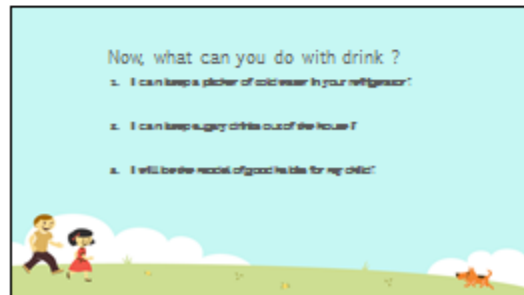 Now, what can you do with drink ?
1. I can keep a pitcher of cold water in your refrigerator".
2. I can keep sugary drinks out of the house"
3. I will be the model of good habits for my child".